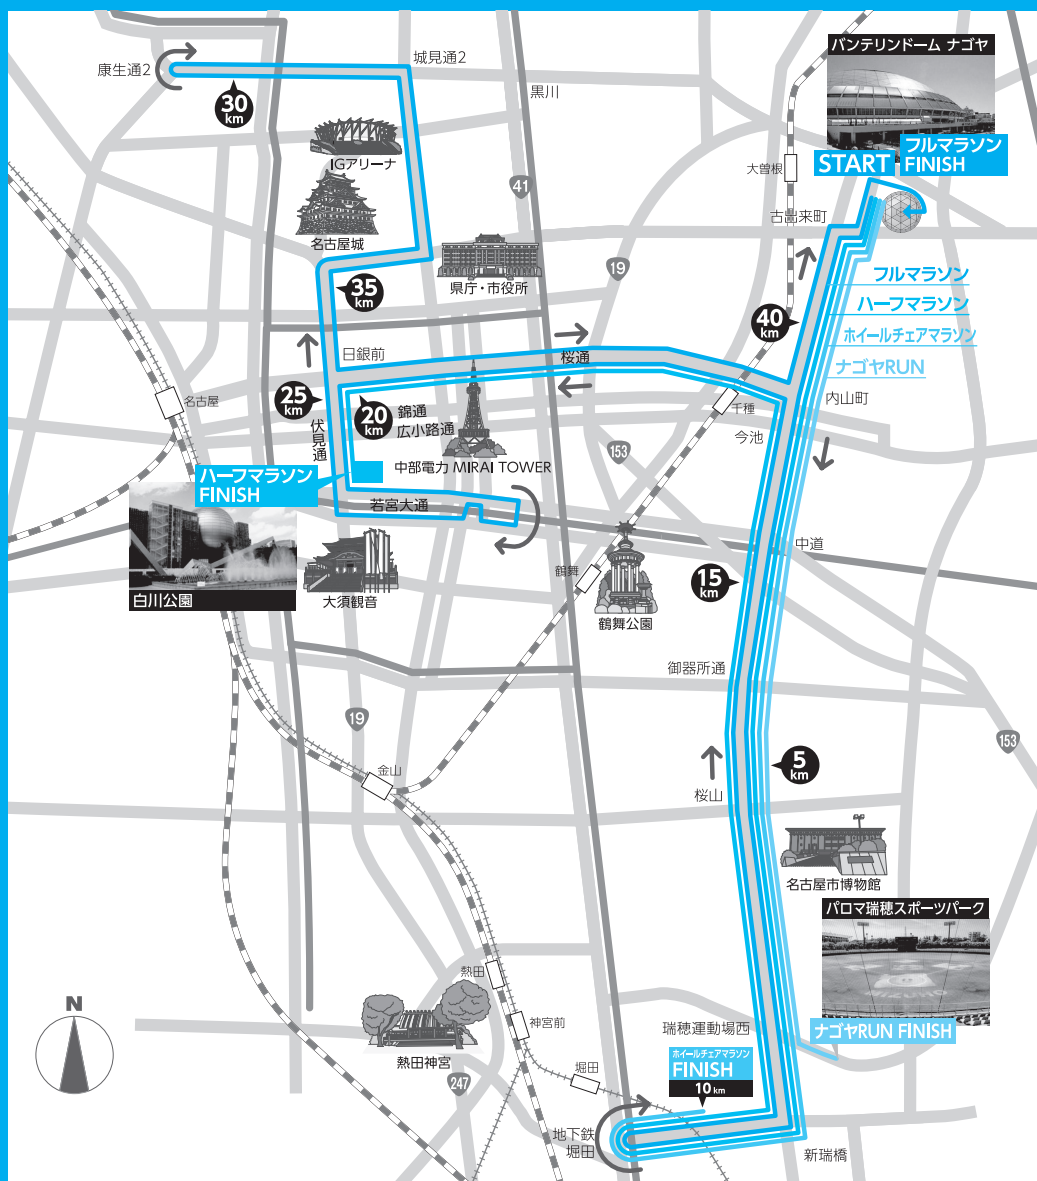 康生通2
城見通2
黒川
30
km
IGアリーナ
名古屋城
41
バンテリンドーム ナゴヤ
START
フルマラソン
FINISH
大曽根
古出来町
県庁・市役所
19
35
km
フルマラソン
ハーフマラソン
ホイールチェアマラソン
ナゴヤRUN
40
km
日銀前
桜通
名古屋
25
km
20
km
錦通
広小路通
伏見通
千種
今池
内山町
153
中部電力 MIRAI TOWER
ハーフマラソン
FINISH
若宮大通
中道
白川公園
大須観音
鶴舞
鶴舞公園
15
km
御器所通
19
153
金山
桜山
5
km
名古屋市博物館
パロマ瑞穂スポーツパーク
ナゴヤRUN FINISH
熱田
神宮前
熱田神宮
瑞穂運動場西
ホイールチェアマラソン
FINISH
10 km
247
堀田
地下鉄
堀田
新瑞橋
N